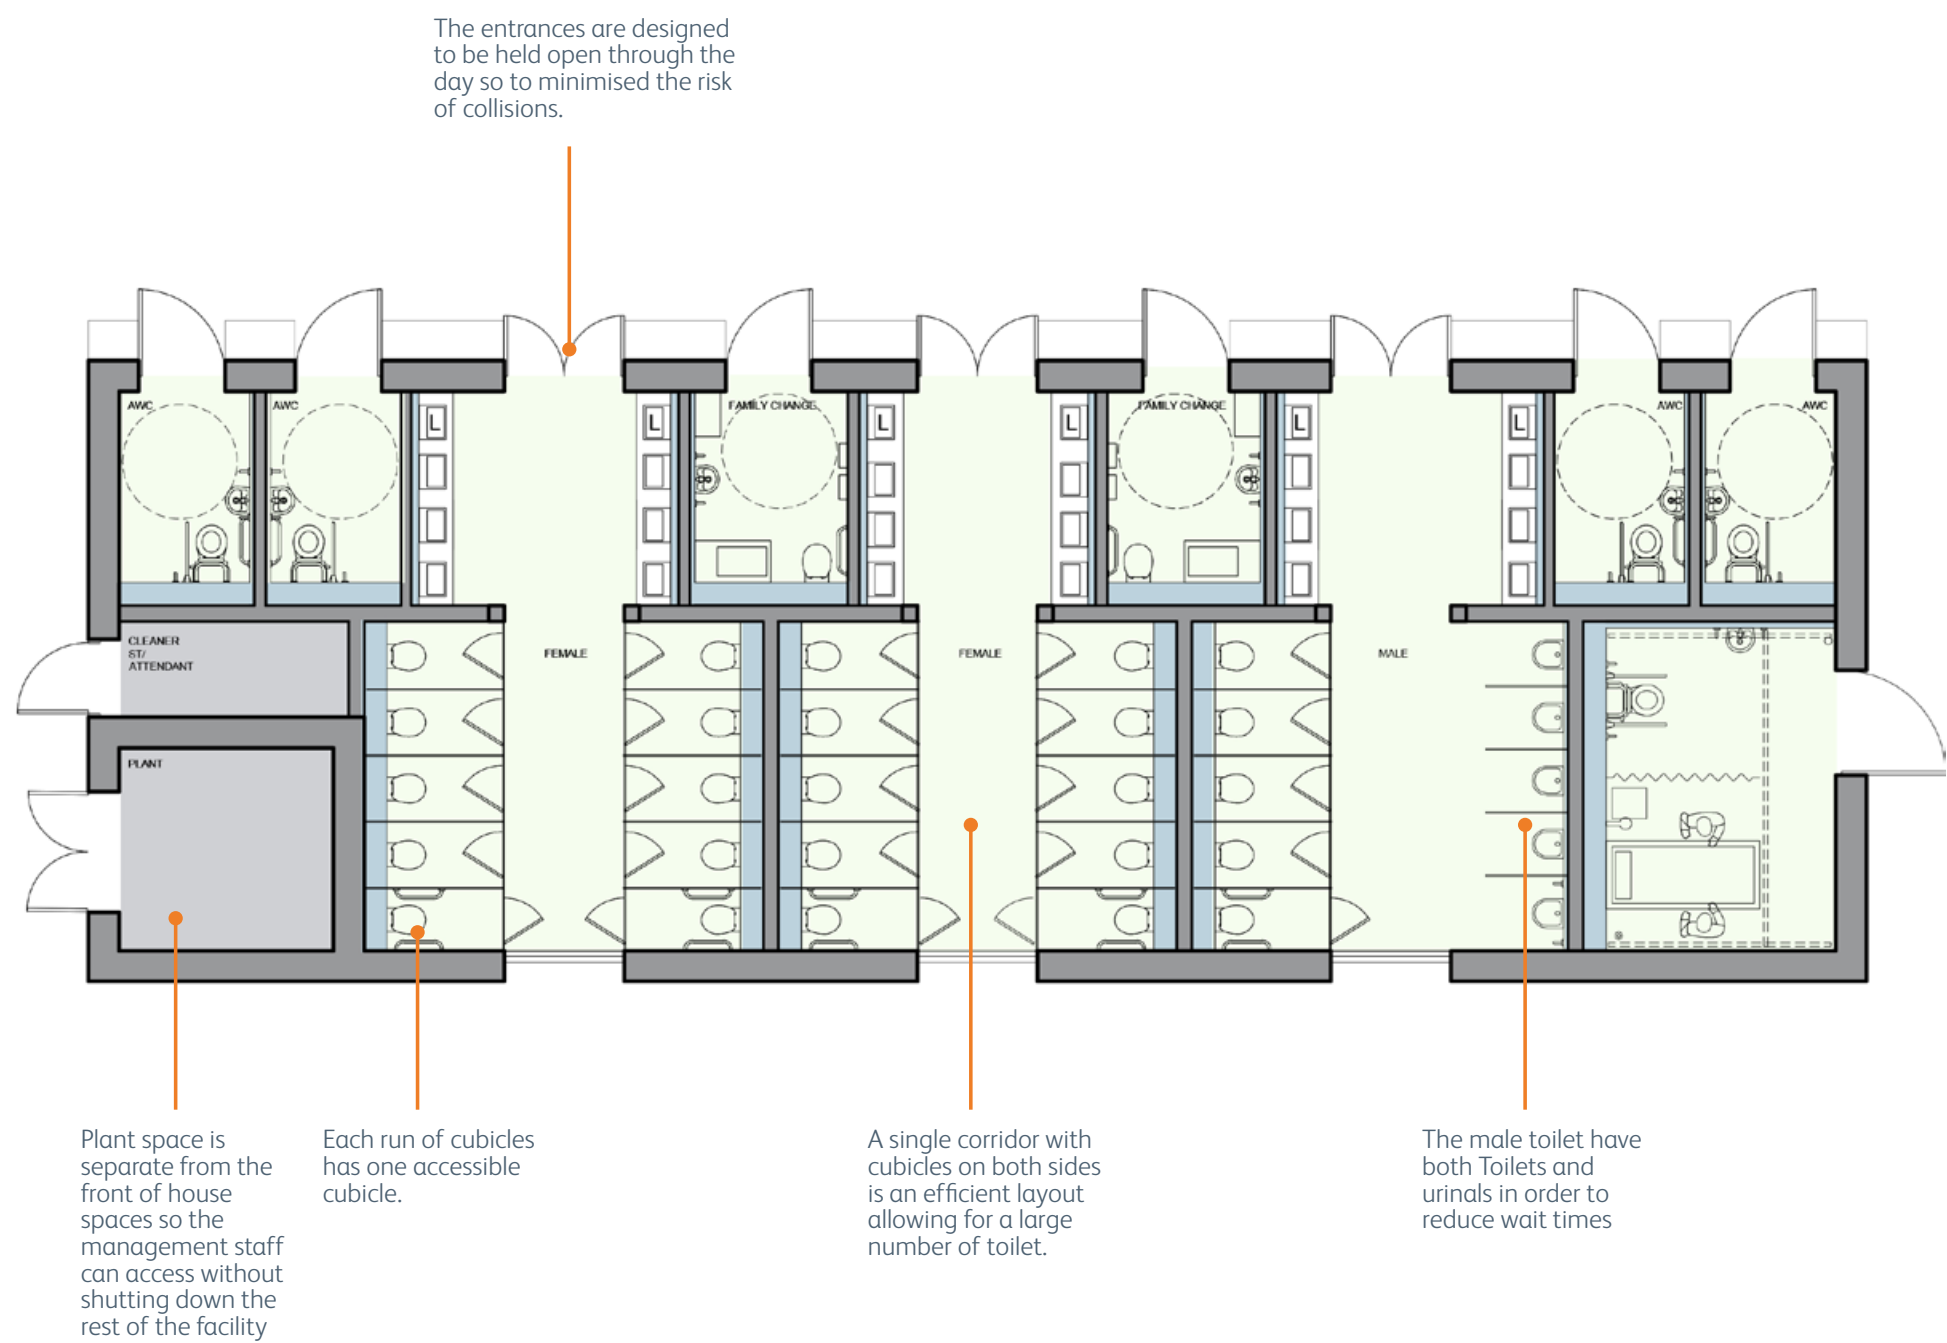 The entrances are designed
to be held open through the
day so to minimised the risk
of collisions.
AWC
AWC
L
L
FAMILY CHANGE
L
L
FAMILY CHANGE
L
L
AWC
AWC
CLEANER
ST/
ATTENDANT
FEMALE
FEMALE
MALE
PLANT
Plant space is
separate from the
front of house
spaces so the
management staff
can access without
shutting down the
rest of the facility
Each run of cubicles
has one accessible
cubicle.
A single corridor with
cubicles on both sides
is an efficient layout
allowing for a large
number of toilet.
The male toilet have
both Toilets and
urinals in order to
reduce wait times